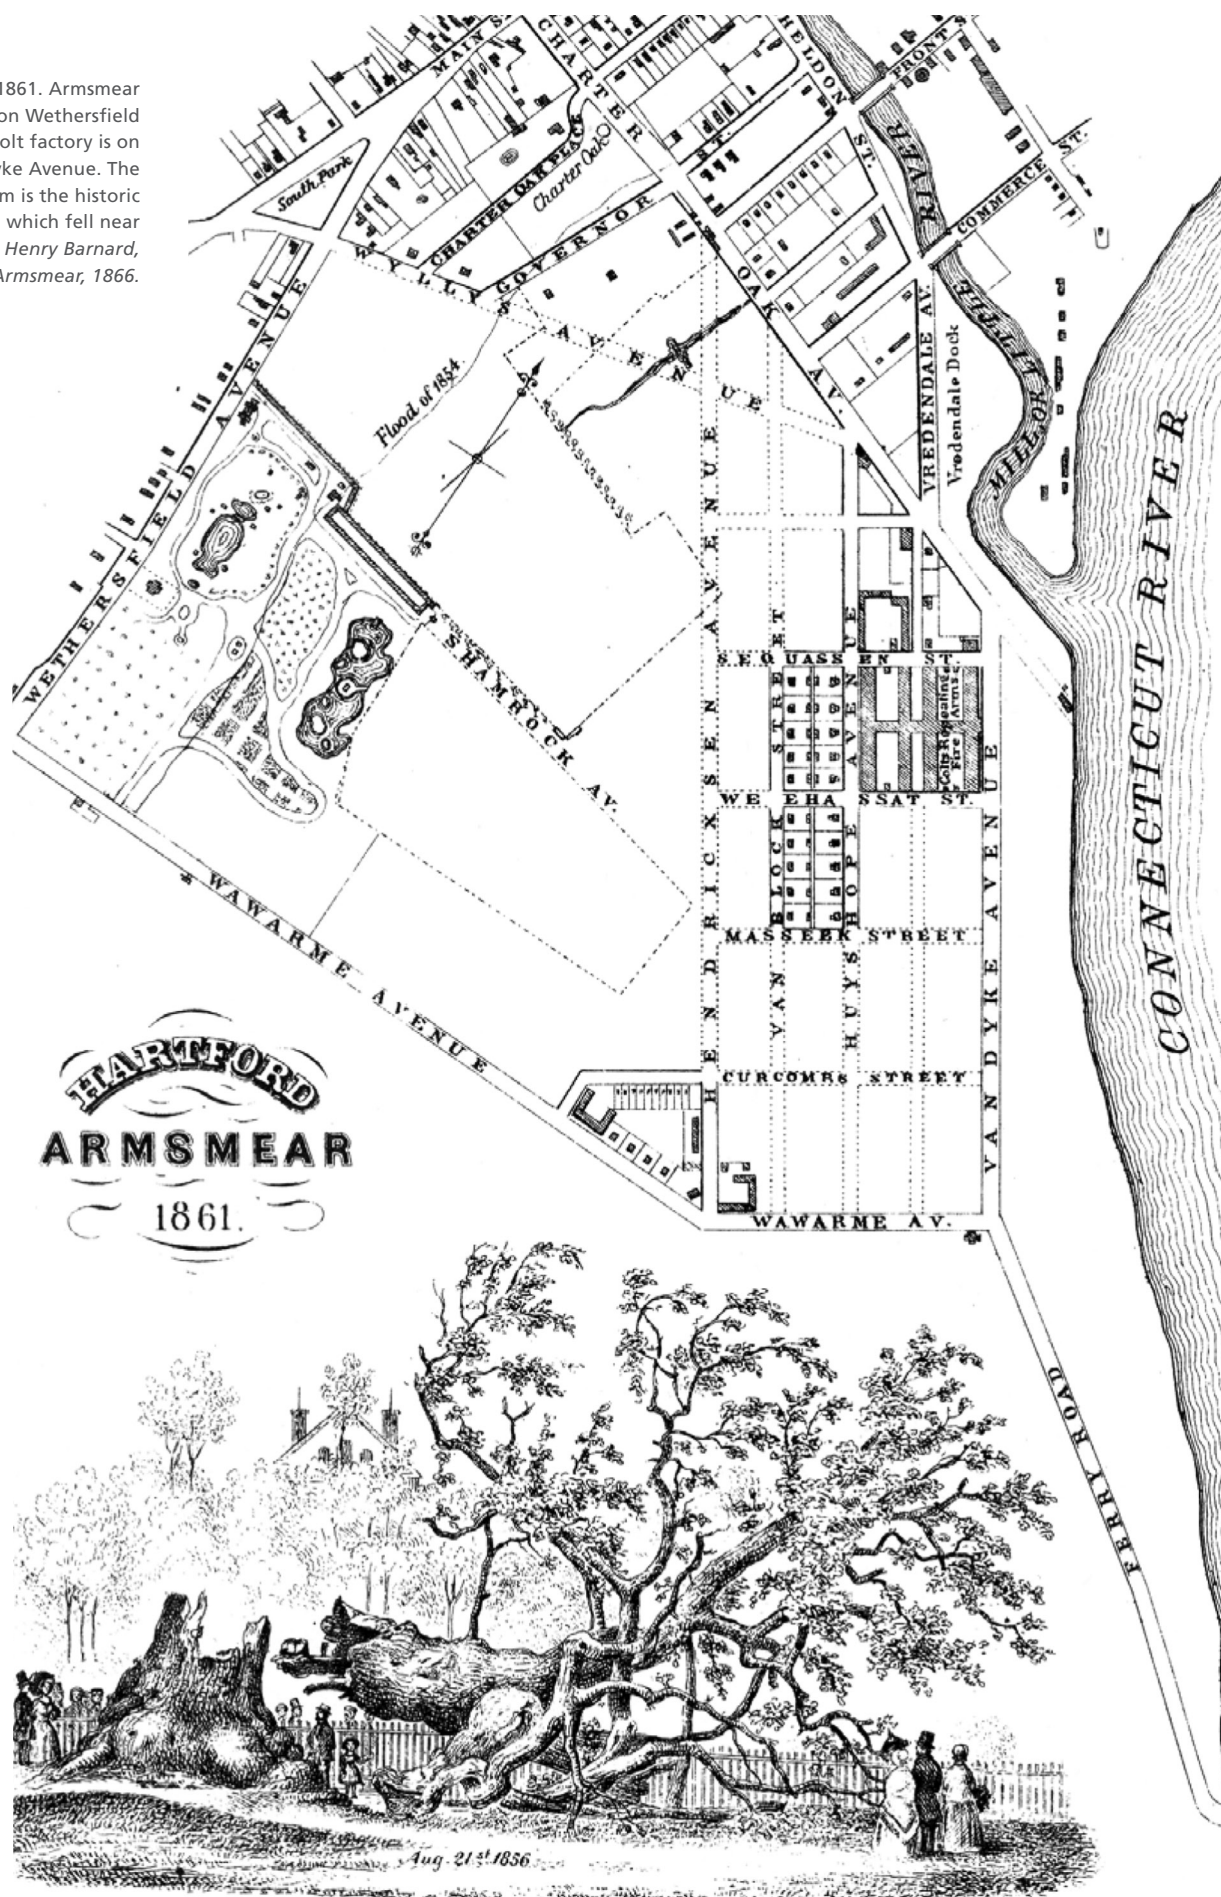 1861. Armsmear
on Wethersfield
olt factory is on
ke Avenue. The
m is the historic
which fell near
Henry Barnard,
Armsmear, 1866.
MAIN S
CHARTER OAK AV.
HELDON ST.
FRONT S
South Park
CHARTER OAK PLACE
Charter Oak
ST.
MILL, OR LITTLE RIVER
COMMERCE ST.
WYLLYS AVENUE
GOVERNOR
WETHERSFIELD AVENUE
Flood of 1854
VREDENDALE AV.
Vredendale Dock
CONNECTICUT RIVER
SHAMROCK AV.
HENDRICKSEN AVENUE
SEQUASSEN ST.
VAN BLOCK STREET
HUYSHOPE AVENUE
Colts Repeating
Fire Arms
WEEHASSAT ST.
MASSEEK STREET
VAN DYKE AVENUE
WAWARME AVENUE
CURCOMBS STREET
HARTFORD
ARMSMEAR
1861.
WAWARME AV.
FERRY ROAD
Aug. 21st 1856